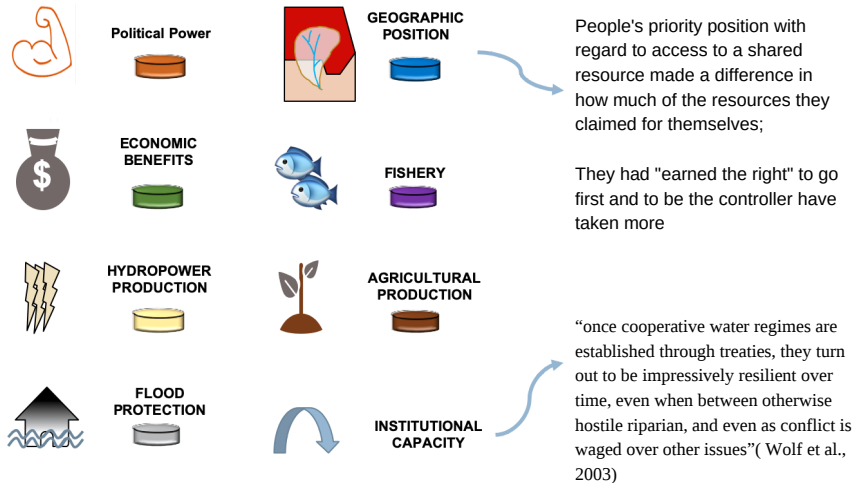 Political Power
GEOGRAPHIC
POSITION
People's priority position with
regard to access to a shared
resource made a difference in
how much of the resources they
claimed for themselves;
They had "earned the right" to go
first and to be the controller have
taken more
$
ECONOMIC
BENEFITS
FISHERY
HYDROPOWER
PRODUCTION
AGRICULTURAL
PRODUCTION
FLOOD
PROTECTION
INSTITUTIONAL
CAPACITY
“once cooperative water regimes are
established through treaties, they turn
out to be impressively resilient over
time, even when between otherwise
hostile riparian, and even as conflict is
waged over other issues”( Wolf et al.,
2003)